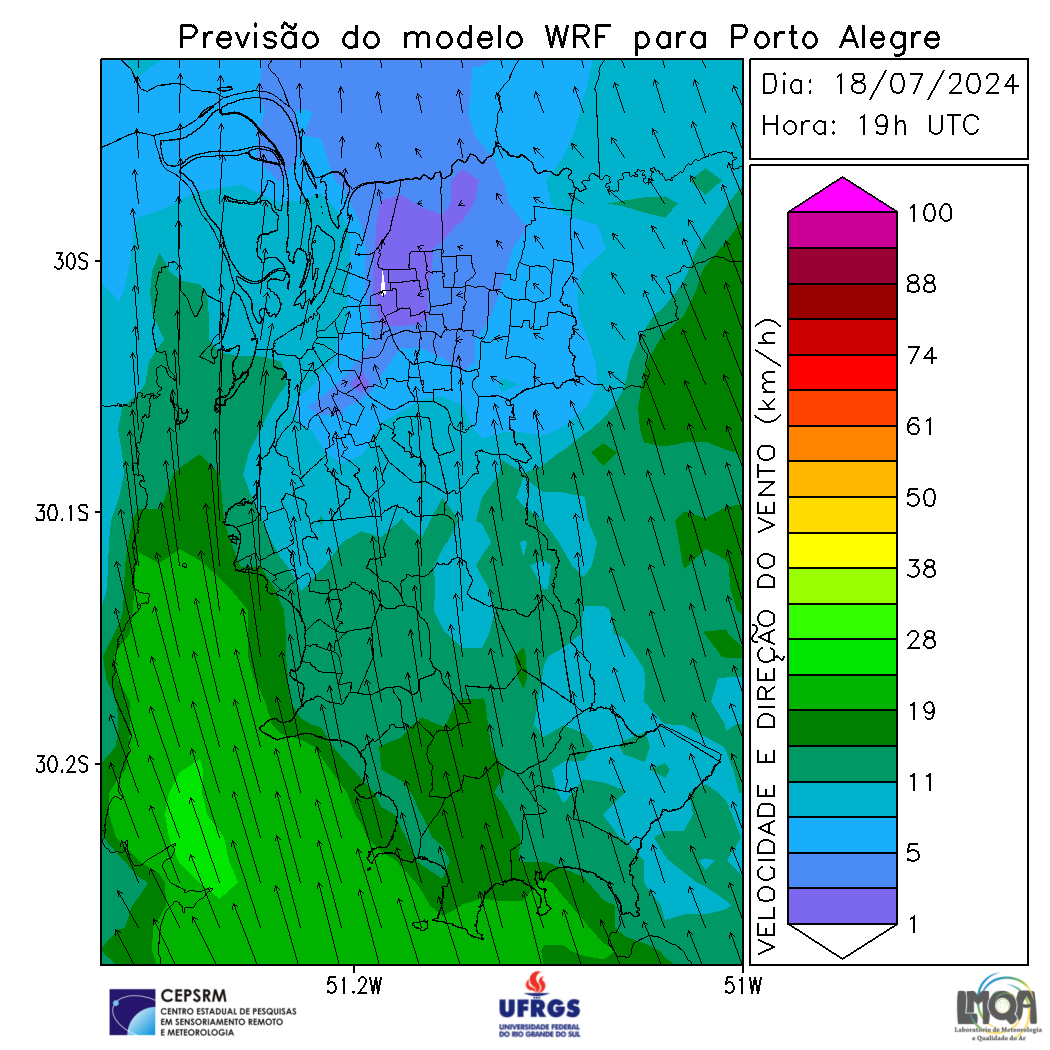 Previsão do modelo WRF para Porto Alegre
Dia: 18/07/2024
Hora: 19h UTC
30S
30.1S
30.2S
51.2W
51W
VELOCIDADE E DIREÇÃO DO VENTO (km/h)
100
88
74
61
50
38
28
19
11
5
1
CEPSRM
CENTRO ESTADUAL DE PESQUISAS
EM SENSORIAMENTO REMOTO
E METEOROLOGIA
UFRGS
UNIVERSIDADE FEDERAL
DO RIO GRANDE DO SUL
LMQA
Laboratório de Meteorologia
e Qualidade do Ar